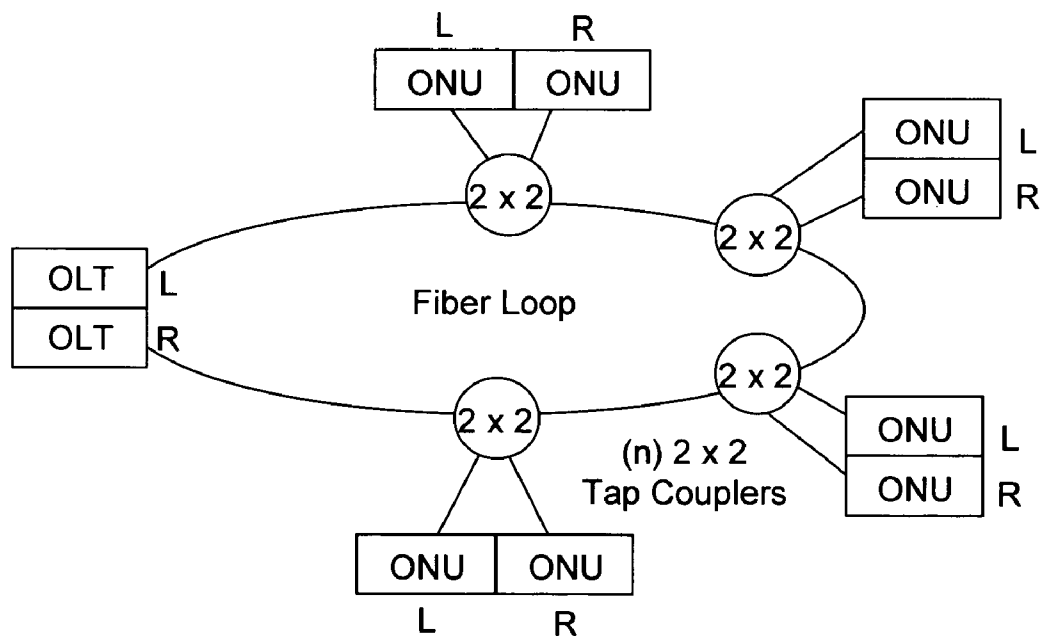 L R
ONU ONU
2 x 2
ONU L
ONU R
2 x 2
OLT L
OLT R
Fiber Loop
2 x 2
2 x 2
(n) 2 x 2
Tap Couplers
ONU L
ONU R
ONU ONU
L R